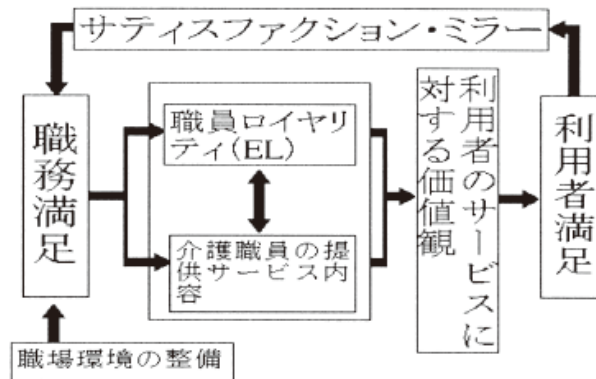 サティスファクション・ミラー
職務満足
職員ロイヤリ
ティ(EL)
介護職員の提
供サービス内
容
利用者のサービスに
対する価値観
利用者満足
職場環境の整備